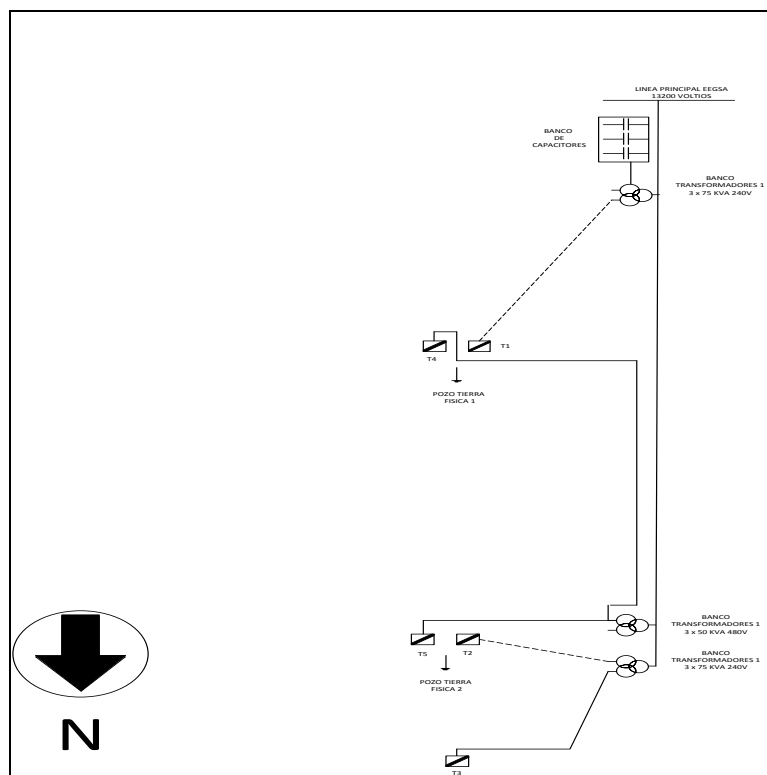 LINEA PRINCIPAL EEGSA
13200 VOLTIOS
BANCO
DE
CAPACITORES
BANCO
TRANSFORMADORES 1
3 x 75 KVA 240V
T1
T4
POZO TIERRA
FISICA 1
BANCO
TRANSFORMADORES 1
3 x 50 KVA 480V
T5
T2
BANCO
TRANSFORMADORES 1
3 x 75 KVA 240V
POZO TIERRA
FISICA 2
N
T3